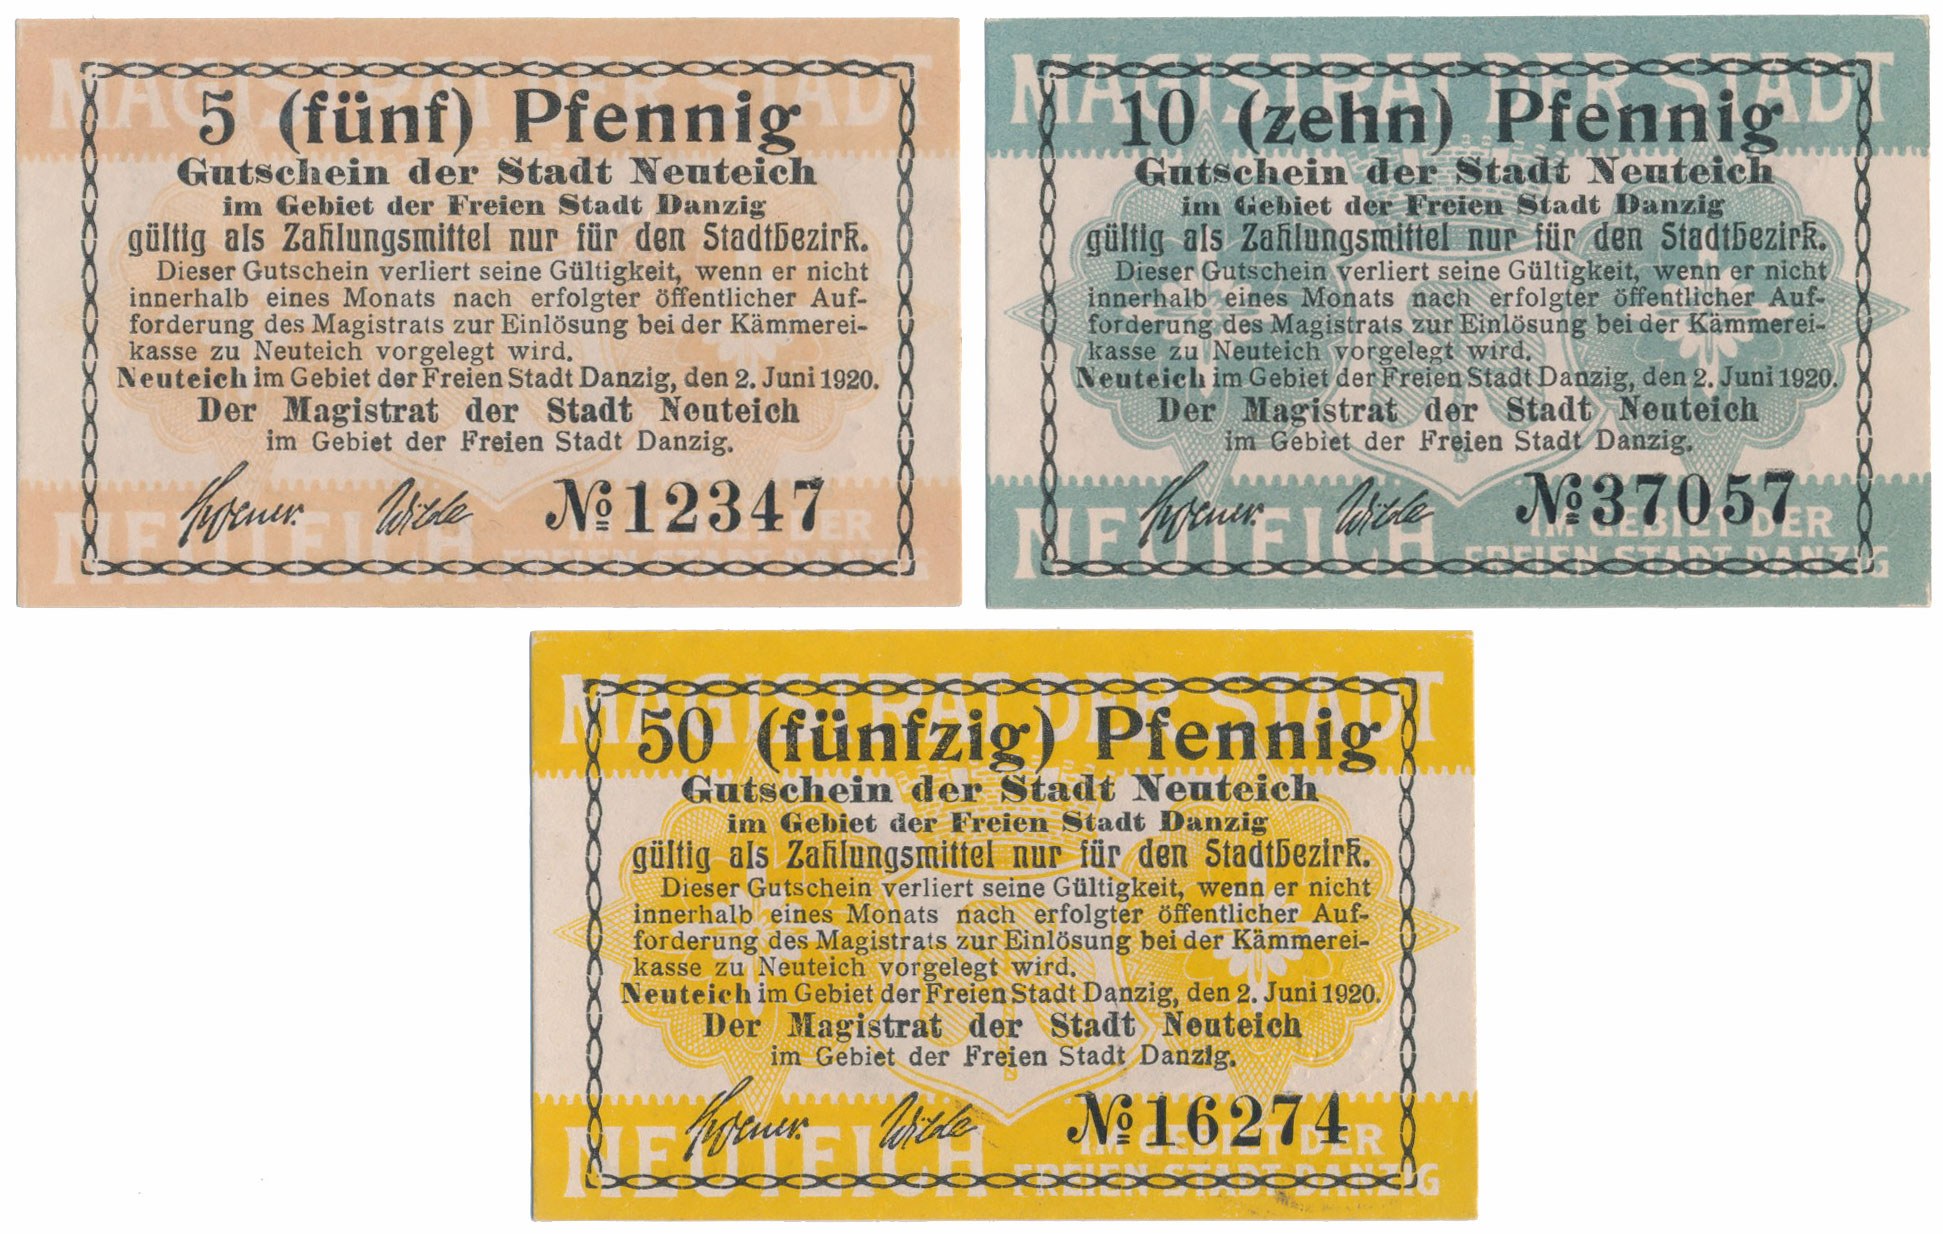 MAGISTRAT DER STADT
5 (fünf) Pfennig
Gutschein der Stadt Neuteich
im Gebiet der Freien Stadt Danzig
gültig als Zahlungsmittel nur für den Stadtbezirk.
Dieser Gutschein verliert seine Gültigkeit, wenn er nicht
innerhalb eines Monats nach erfolgter öffentlicher Auf-
forderung des Magistrats zur Einlösung bei der Kämmerei-
kasse zu Neuteich vorgelegt wird.
Neuteich im Gebiet der Freien Stadt Danzig, den 2. Juni 1920.
Der Magistrat der Stadt Neuteich
im Gebiet der Freien Stadt Danzig.
Wilde № 12347
NEUTEICH IM GEBIET DER
FREIEN STADT DANZIG
MAGISTRAT DER STADT
10 (zehn) Pfennig
Gutschein der Stadt Neuteich
im Gebiet der Freien Stadt Danzig
gültig als Zahlungsmittel nur für den Stadtbezirk.
Dieser Gutschein verliert seine Gültigkeit, wenn er nicht
innerhalb eines Monats nach erfolgter öffentlicher Auf-
forderung des Magistrats zur Einlösung bei der Kämmerei-
kasse zu Neuteich vorgelegt wird.
Neuteich im Gebiet der Freien Stadt Danzig, den 2. Juni 1920.
Der Magistrat der Stadt Neuteich
im Gebiet der Freien Stadt Danzig.
Wilde № 37057
NEUTEICH IM GEBIET DER
FREIEN STADT DANZIG
MAGISTRAT DER STADT
50 (fünfzig) Pfennig
Gutschein der Stadt Neuteich
im Gebiet der Freien Stadt Danzig
gültig als Zahlungsmittel nur für den Stadtbezirk.
Dieser Gutschein verliert seine Gültigkeit, wenn er nicht
innerhalb eines Monats nach erfolgter öffentlicher Auf-
forderung des Magistrats zur Einlösung bei der Kämmerei-
kasse zu Neuteich vorgelegt wird.
Neuteich im Gebiet der Freien Stadt Danzig, den 2. Juni 1920.
Der Magistrat der Stadt Neuteich
im Gebiet der Freien Stadt Danzig.
Wilde № 16274
NEUTEICH IM GEBIET DER
FREIEN STADT DANZIG